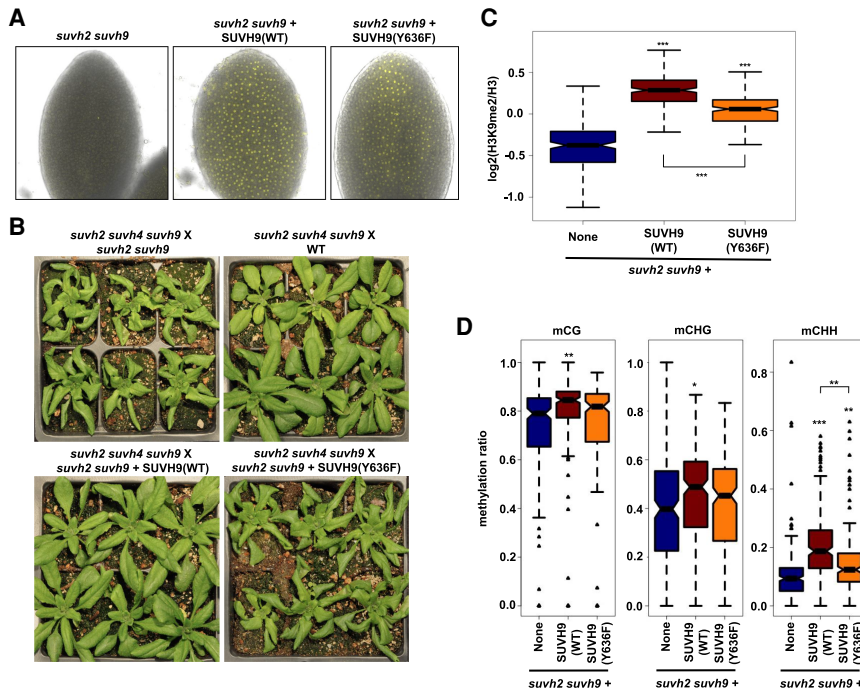 A
suvh2 suvh9
suvh2 suvh9 +
SUVH9(WT)
suvh2 suvh9 +
SUVH9(Y636F)
B
suvh2 suvh4 suvh9 X
suvh2 suvh9
suvh2 suvh4 suvh9 X
WT
suvh2 suvh4 suvh9 X
suvh2 suvh9 + SUVH9(WT)
suvh2 suvh4 suvh9 X
suvh2 suvh9 + SUVH9(Y636F)
C
log2(H3K9me2/H3)
0.5
0.0
-0.5
-1.0
***
***
***
None
SUVH9
(WT)
SUVH9
(Y636F)
suvh2 suvh9 +
D
methylation ratio
mCG
1.0
0.8
0.6
0.4
0.2
0.0
**
None
SUVH9
(WT)
SUVH9
(Y636F)
suvh2 suvh9 +
mCHG
1.0
0.8
0.6
0.4
0.2
0.0
*
None
SUVH9
(WT)
SUVH9
(Y636F)
suvh2 suvh9 +
mCHH
0.8
0.6
0.4
0.2
0.0
**
***
**
None
SUVH9
(WT)
SUVH9
(Y636F)
suvh2 suvh9 +